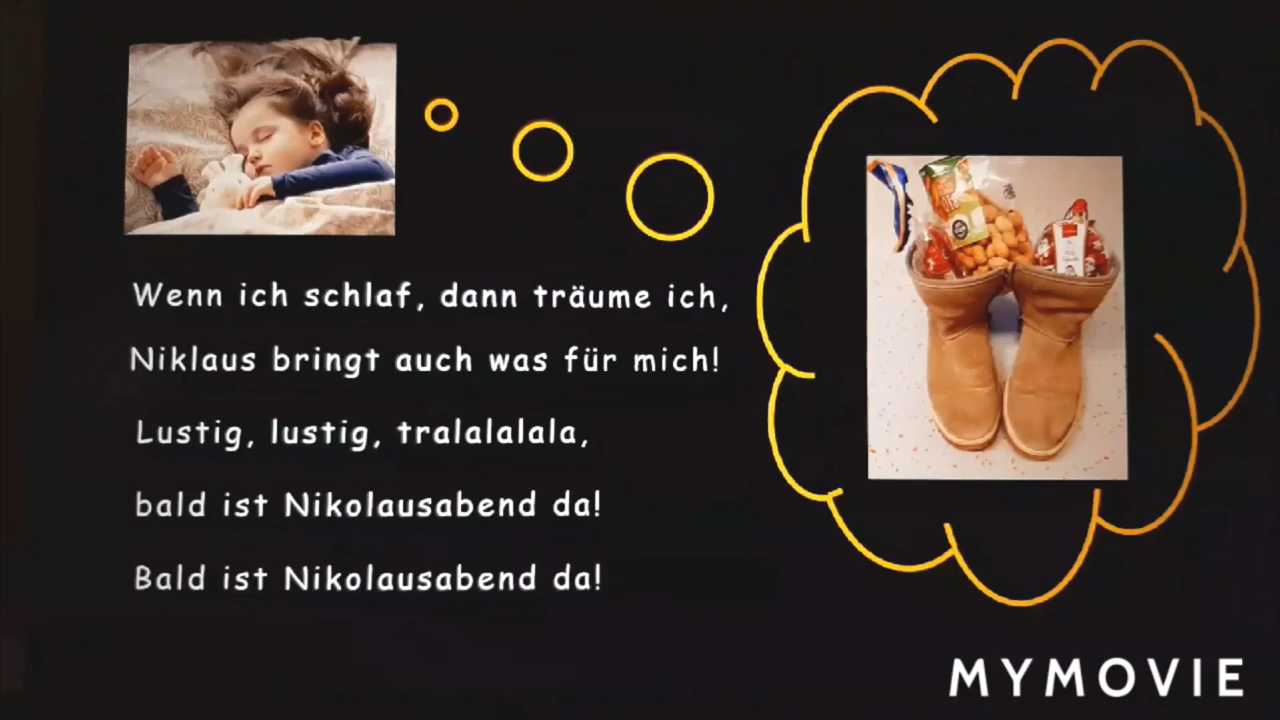 Wenn ich schlaf, dann träume ich,
Niklaus bringt auch was für mich!
Lustig, lustig, tralalalala,
bald ist Nikolausabend da!
Bald ist Nikolausabend da!
MYMOVIE